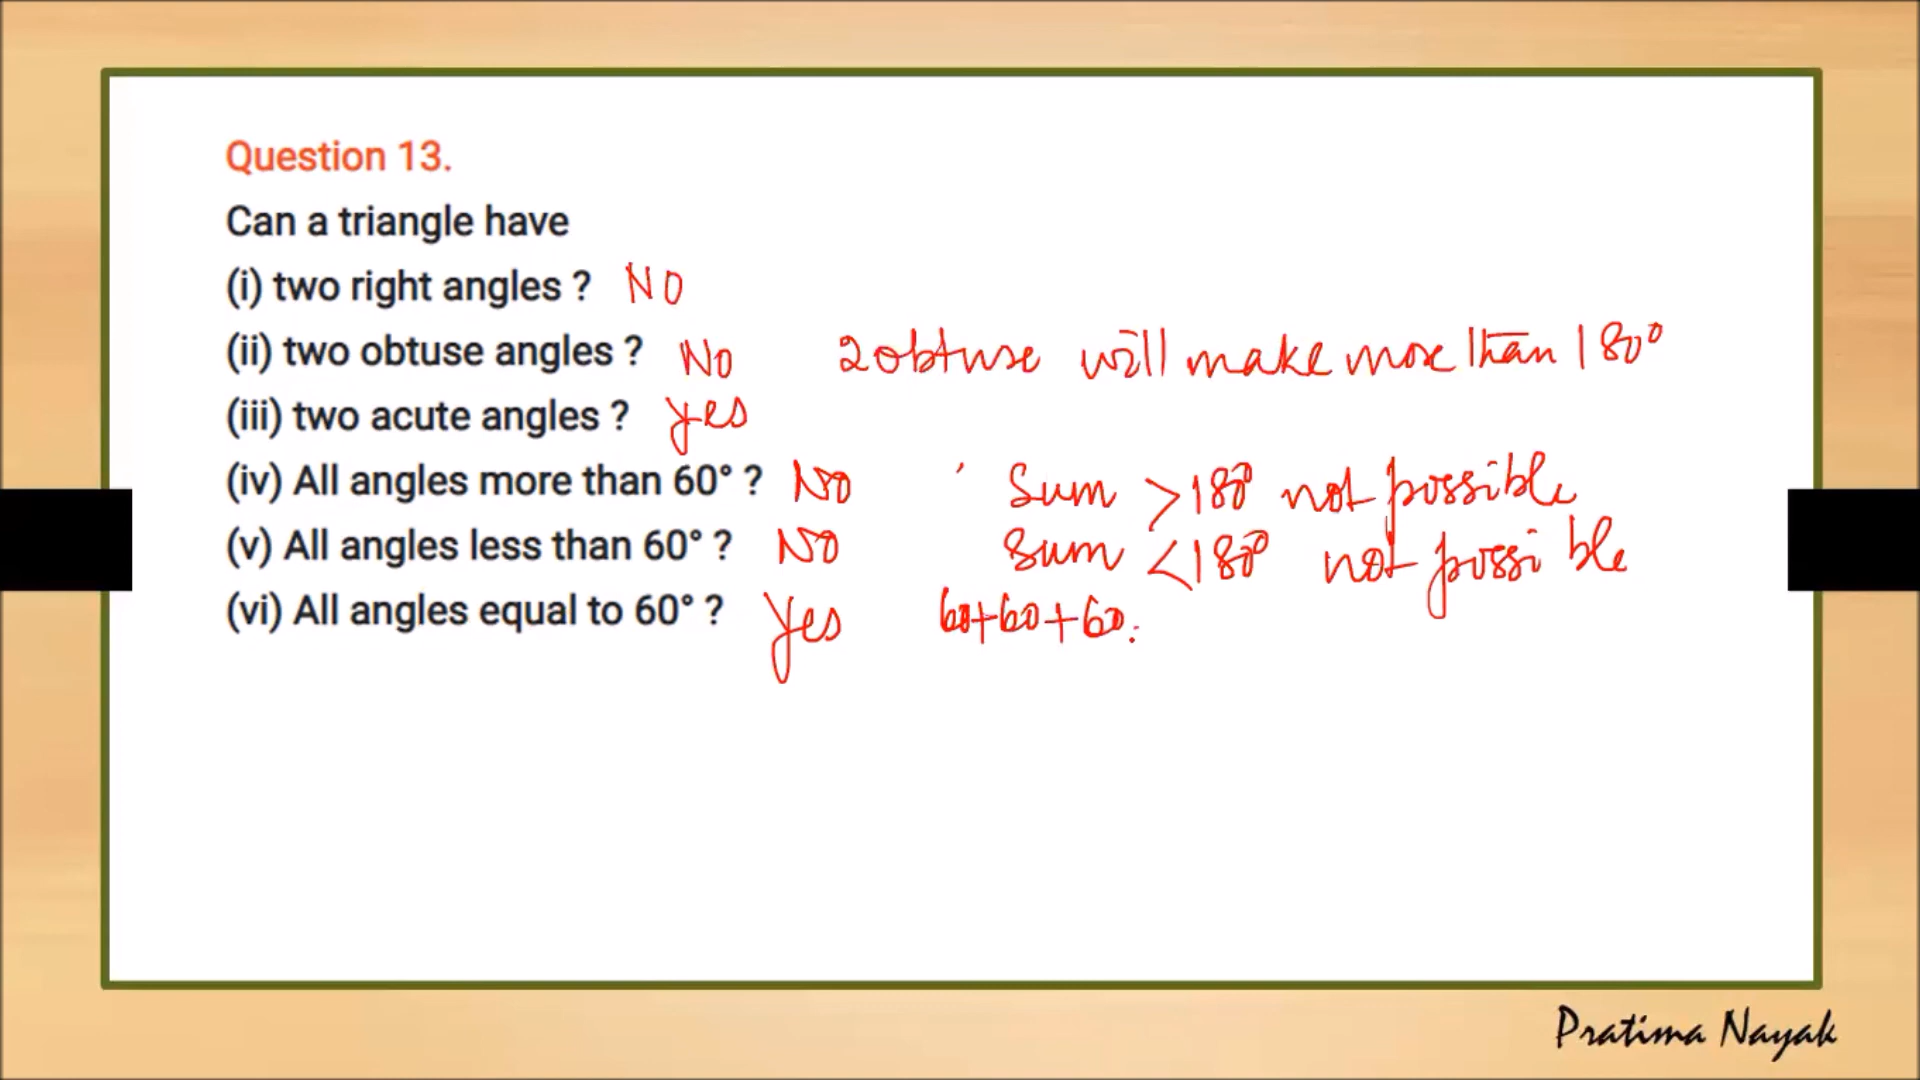 Question 13.
Can a triangle have
(i) two right angles ? NO
(ii) two obtuse angles ? No 2 obtuse will make more than 180°
(iii) two acute angles ? yes
(iv) All angles more than 60° ? No Sum > 180° not possible
(v) All angles less than 60° ? No Sum < 180° not possible
(vi) All angles equal to 60° ? Yes 60+60+60.
Pratima Nayak